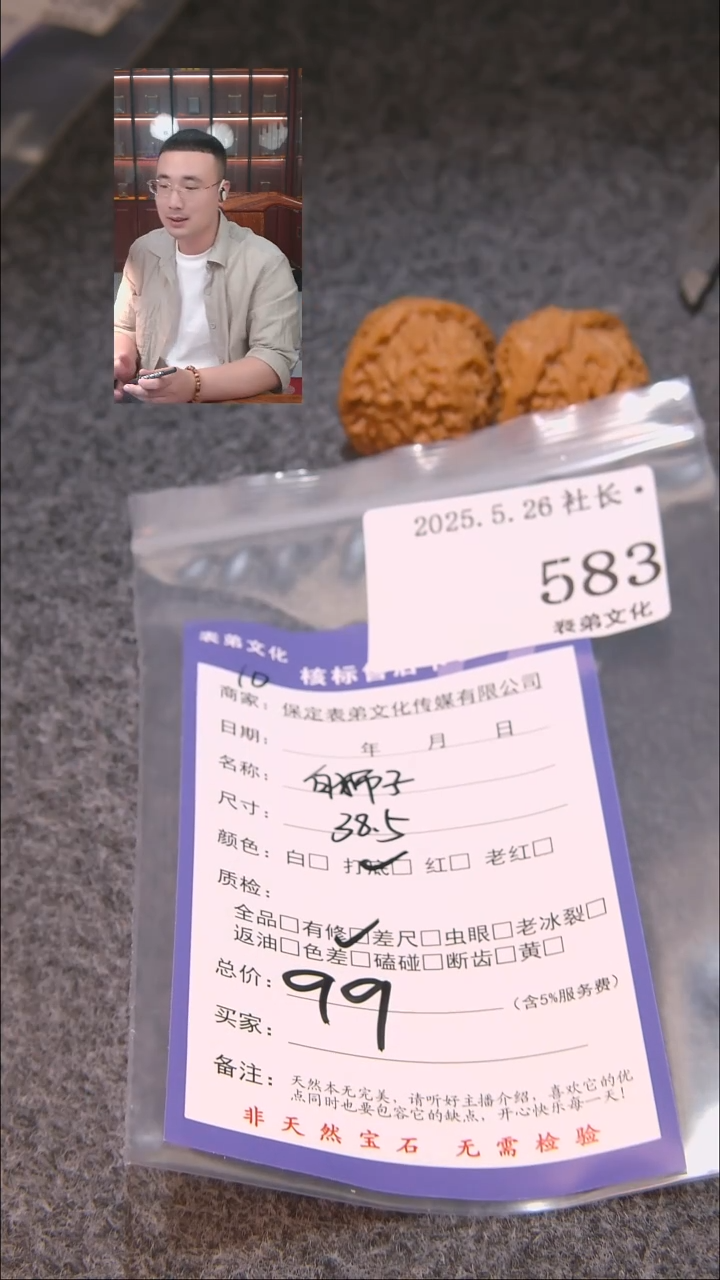 2025.5.26 社长·
583
表弟文化
表弟文化
核标售后卡
10
商家：保定表弟文化传媒有限公司
日期： 年 月 日
名称：白狮子
尺寸：38.5
颜色：白□ 打底☑ 红□ 老红□
质检：
全品□有修☑差尺□虫眼□老冰裂□
返油□色差□磕碰□断齿□黄□
总价：99（含5%服务费）
买家：
备注：天然本无完美，请听好主播介绍，喜欢它的优
点同时也要包容它的缺点，开心快乐每一天！
非天然宝石 无需检验